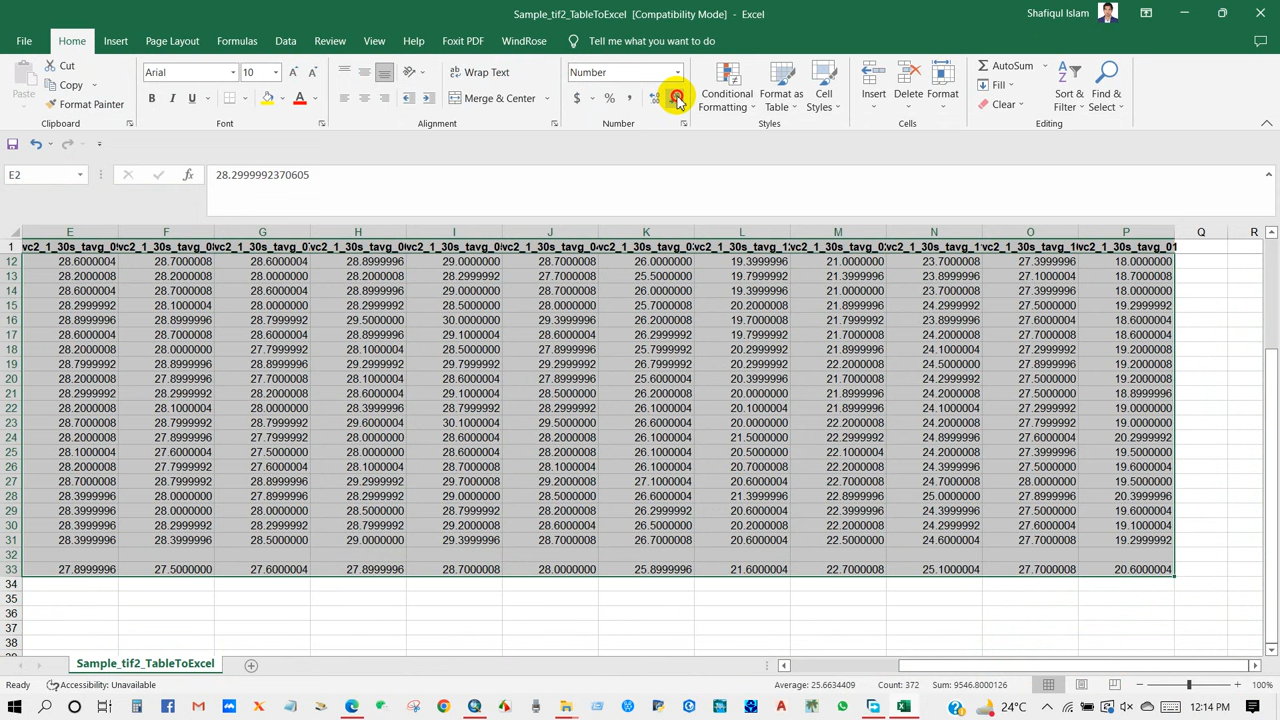 Sample_tif2_TableToExcel [Compatibility Mode] - Excel
Shafiqul Islam
File Home Insert Page Layout Formulas Data Review View Help Foxit PDF WindRose Tell me what you want to do
Paste Cut Copy Format Painter Clipboard
Arial 10 A A B I U A Font
Wrap Text Merge & Center Alignment
Number $ % , Number
Conditional Formatting Format as Table Cell Styles Styles
Insert Delete Format Cells
AutoSum Fill Clear Sort & Filter Find & Select Editing
E2 fx 28.2999992370605
E F G H I J K L M N O P Q R
12 28.6000004 28.7000008 28.6000004 28.8999996 29.0000000 28.7000008 26.0000000 19.3999996 21.0000000 23.7000008 27.3999996 18.0000000
13 28.2000008 28.2000008 28.0000000 28.2000008 28.2999992 27.7000008 25.5000000 19.7999992 21.3999996 23.8999996 27.1000004 18.7000008
14 28.6000004 28.7000008 28.6000004 28.8999996 29.0000000 28.7000008 26.0000000 19.3999996 21.0000000 23.7000008 27.3999996 18.0000000
15 28.2999992 28.1000004 28.0000000 28.2999992 28.5000000 28.0000000 25.7000008 20.2000008 21.8999996 24.2999992 27.5000000 19.2999992
16 28.8999996 28.8999996 28.7999992 29.5000000 30.0000000 29.3999996 26.2000008 19.7000008 21.7999992 23.8999996 27.6000004 18.6000004
17 28.6000004 28.7000008 28.6000004 28.8999996 29.1000004 28.6000004 26.2999992 19.7999992 21.7000008 24.2000008 27.7000008 18.6000004
18 28.2000008 28.0000000 27.7999992 28.1000004 28.5000000 27.8999996 25.7999992 20.2999992 21.8999996 24.1000004 27.2999992 19.2000008
19 28.7999992 28.8999996 28.7999992 29.2999992 29.7999992 29.2999992 26.7999992 20.2999992 22.2000008 24.5000000 27.8999996 19.2000008
20 28.2000008 27.8999996 27.7000008 28.1000004 28.6000004 27.8999996 25.6000004 20.3999996 21.7000008 24.2999992 27.5000000 19.2000008
21 28.2999992 28.2999992 28.2000008 28.6000004 29.1000004 28.5000000 26.2000008 20.0000000 21.8999996 24.1000004 27.5000000 18.8999996
22 28.2000008 28.1000004 28.0000000 28.3999996 28.7999992 28.2999992 26.1000004 20.1000004 21.8999996 24.1000004 27.2999992 19.0000000
23 28.7000008 28.7999992 28.7999992 29.6000004 30.1000004 29.5000000 26.6000004 20.0000000 22.2000008 24.2000008 27.7999992 19.0000000
24 28.2000008 27.8999996 27.7999992 28.0000000 28.6000004 28.2000008 26.1000004 21.5000000 22.2999992 24.8999996 27.6000004 20.2999992
25 28.1000004 27.6000004 27.5000000 28.0000000 28.6000004 28.1000004 26.1000004 20.5000000 22.1000004 24.2000008 27.3999996 19.5000000
26 28.2000008 27.7999992 27.6000004 28.1000004 28.7000008 28.1000004 26.1000004 20.7000008 22.2000008 24.3999996 27.5000000 19.6000004
27 28.7000008 28.7999992 28.8999996 29.2999992 29.7000008 29.2000008 27.1000004 20.6000004 22.7000008 24.7000008 28.0000000 19.5000000
28 28.3999996 28.0000000 27.8999996 28.2999992 29.0000000 28.5000000 26.6000004 21.3999996 22.8999996 25.0000000 27.8999996 20.3999996
29 28.3999996 28.0000000 28.0000000 28.5000000 28.7999992 28.2000008 26.2999992 20.6000004 22.3999996 24.3999996 27.5000000 19.6000004
30 28.3999996 28.2999992 28.2999992 28.7999992 29.2000008 28.6000004 26.5000000 20.2000008 22.2000008 24.2999992 27.6000004 19.1000004
31 28.3999996 28.3999996 28.5000000 29.0000000 29.3999996 28.7000008 26.7000008 20.6000004 22.5000000 24.6000004 27.7000008 19.2999992
32
33 27.8999996 27.5000000 27.6000004 27.8999996 28.7000008 28.0000000 25.8999996 21.6000004 22.7000008 25.1000004 27.7000008 20.6000004
34
35
36
37
38
Sample_tif2_TableToExcel
Ready Accessibility: Unavailable Average: 25.6634409 Count: 372 Sum: 9546.8000126 100%
24°C 12:14 PM